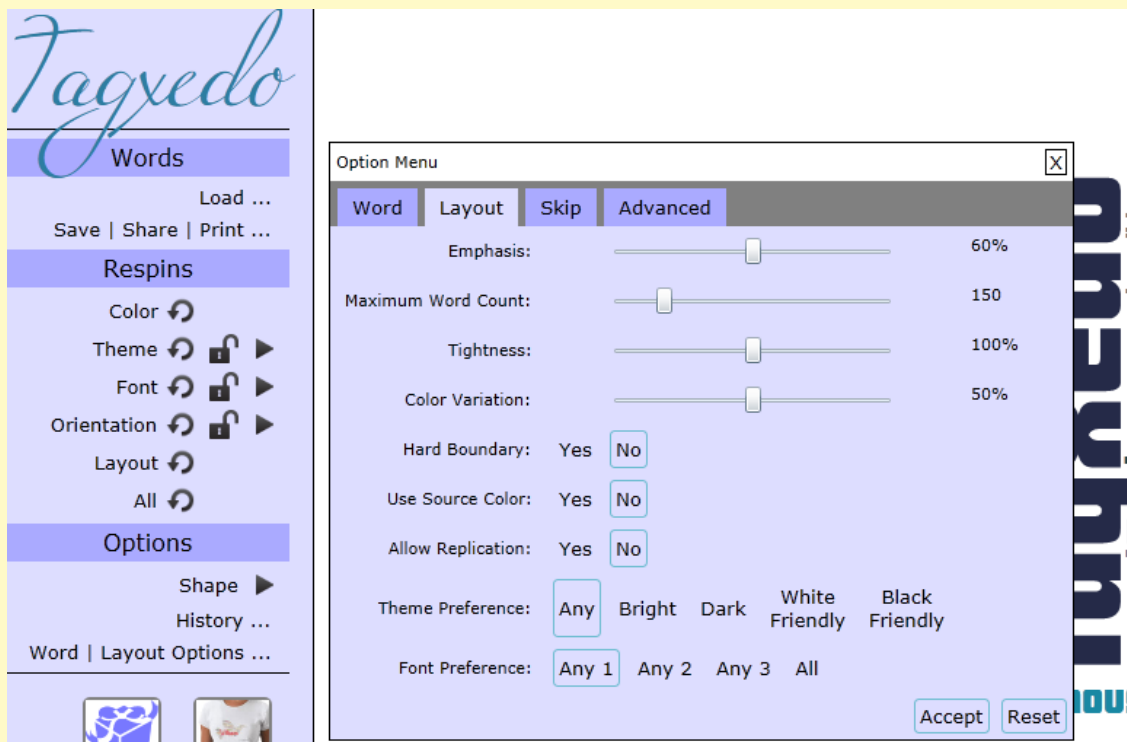 Tagxedo
Words
Load ...
Save | Share | Print ...
Respins
Color
Theme
Font
Orientation
Layout
All
Options
Shape
History ...
Word | Layout Options ...
Option Menu X
Word Layout Skip Advanced
Emphasis: 60%
Maximum Word Count: 150
Tightness: 100%
Color Variation: 50%
Hard Boundary: Yes No
Use Source Color: Yes No
Allow Replication: Yes No
Theme Preference: Any Bright Dark White Friendly Black Friendly
Font Preference: Any 1 Any 2 Any 3 All
Accept Reset